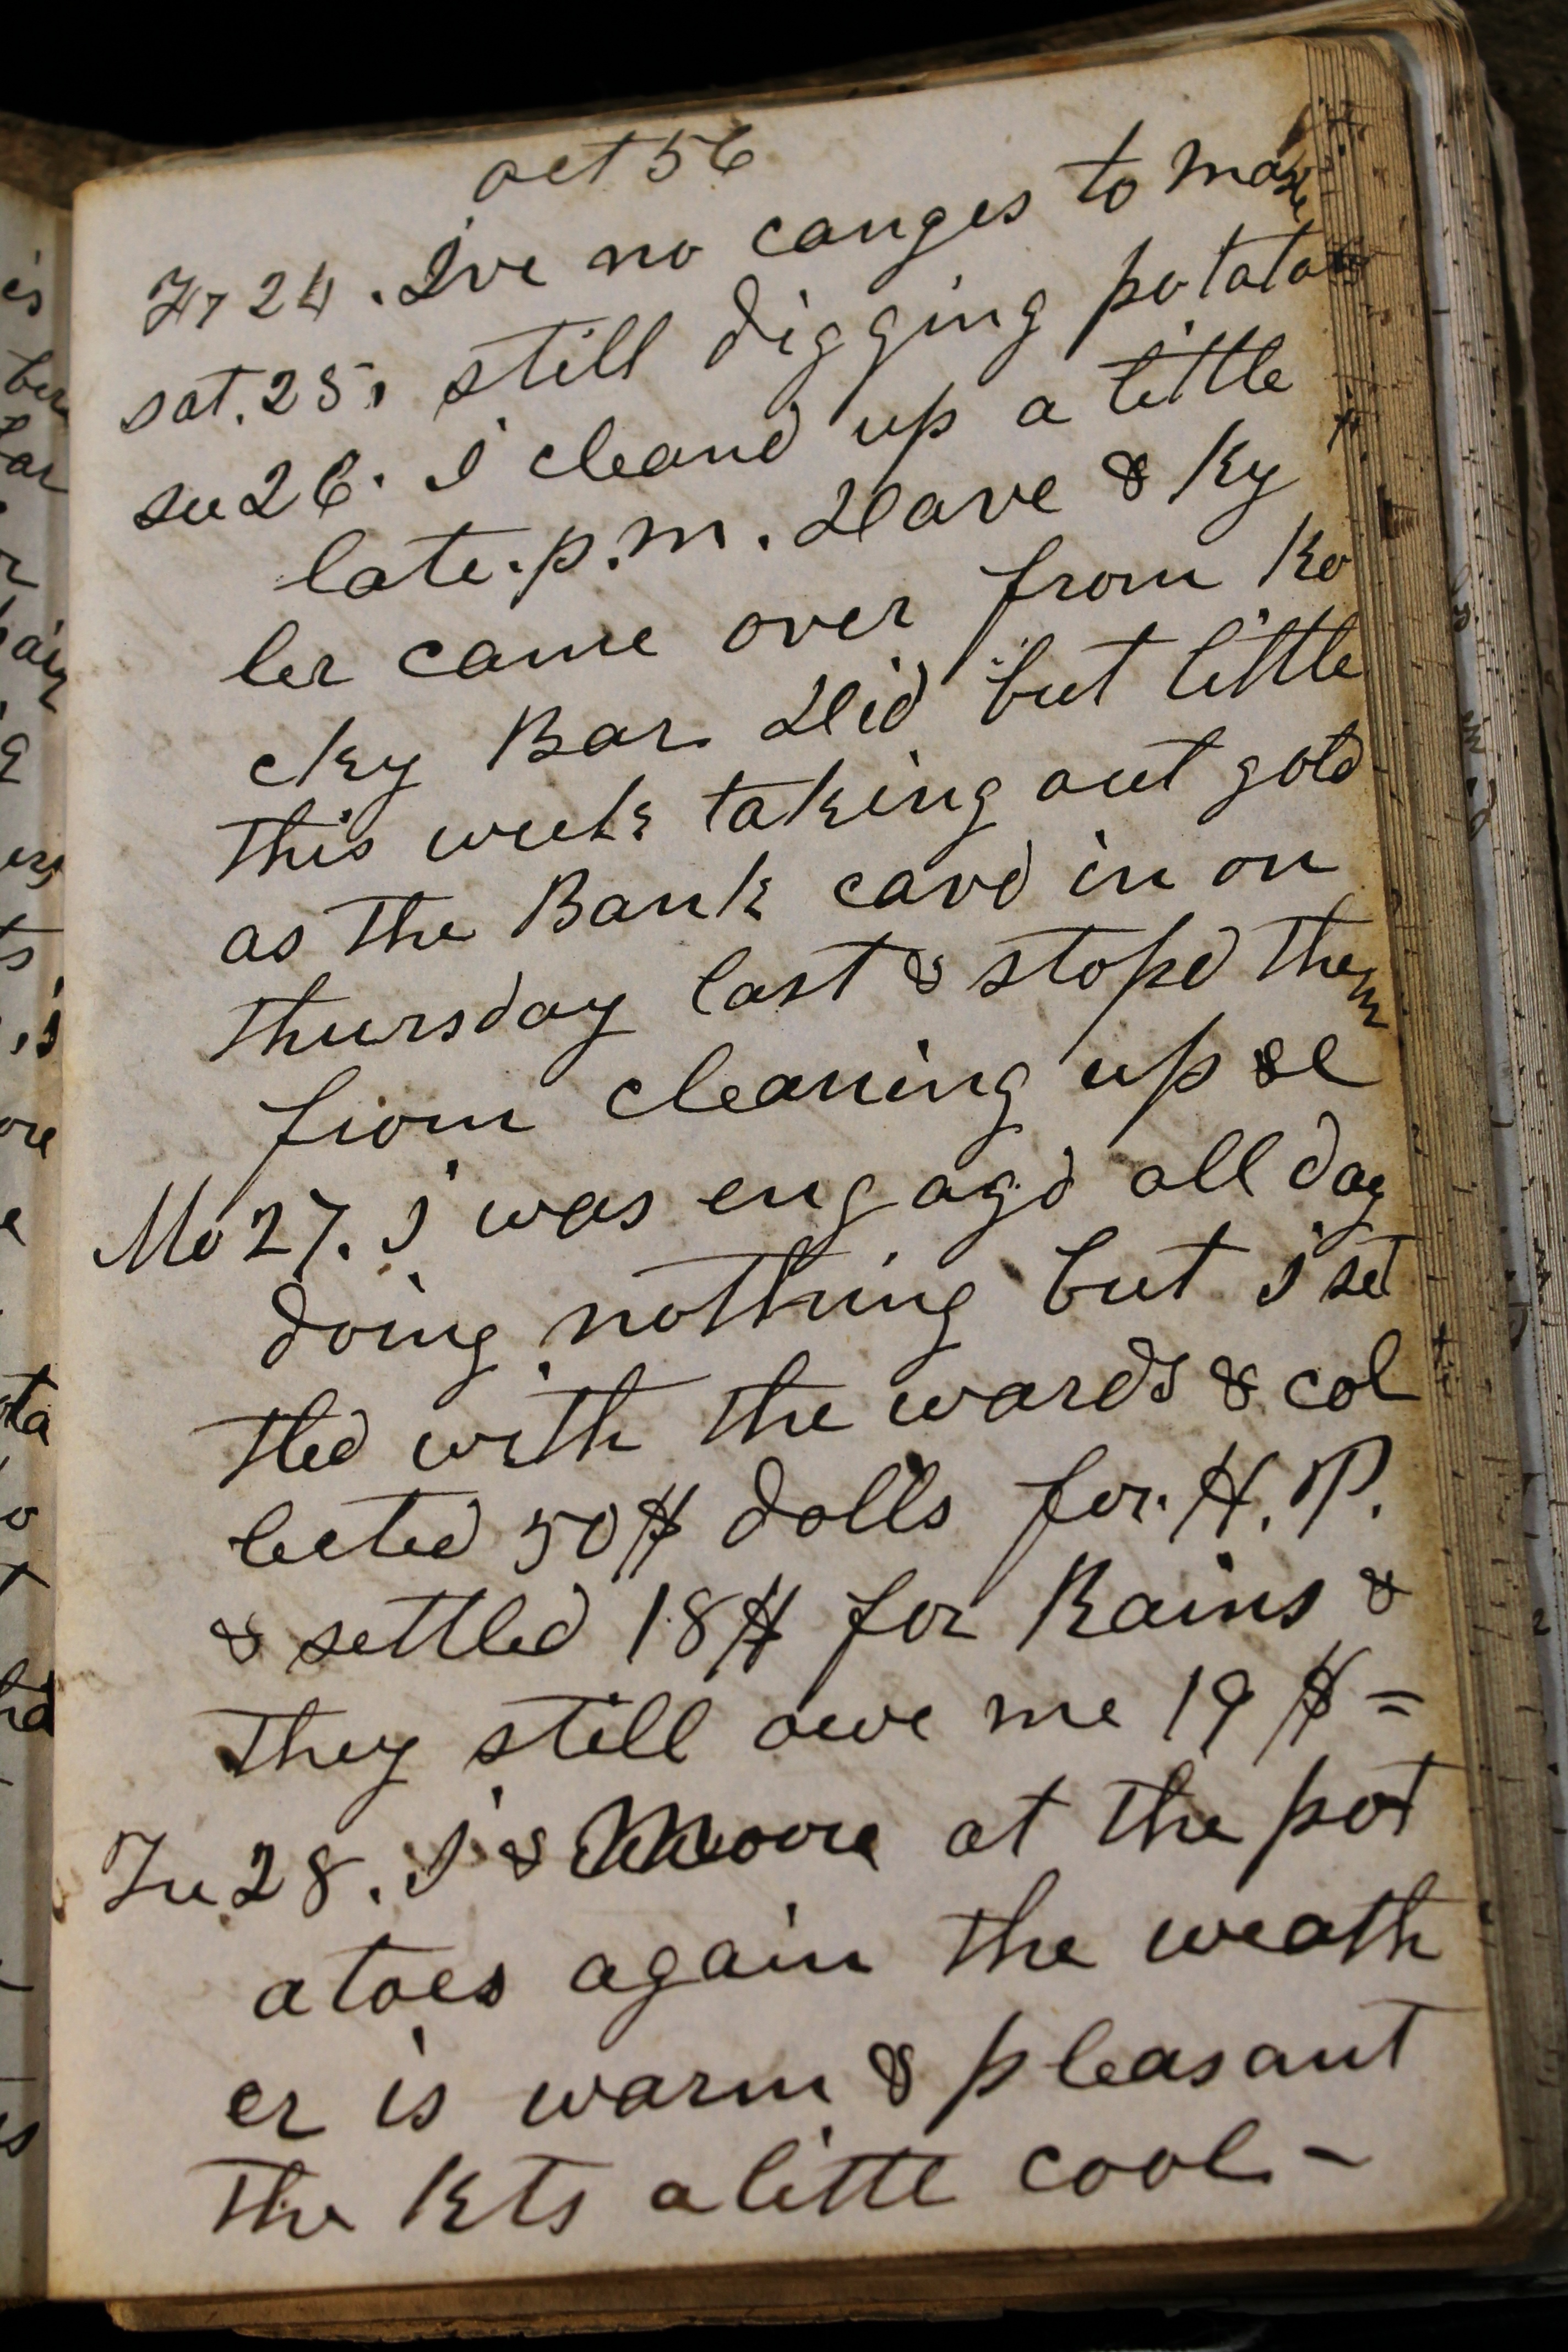 oct 56
Fr 24. I've no canges to make
sat. 25. still digging potatoes
su 26. I cleand up a little
late. p. m. Dave & Ky
ler came over from Ro
cky Bar. Did but little
this week taking out gold
as the Bank cavd in on
thursday last & stopd them
from cleaning up &c
Mo 27. I was engagd all day
doing nothing but I set
tled with the wards & col
lected 50$ dolls for H. P.
& settled 18$ for Rains &
they still owe me 19 $ =
Tu 28. I & Moore at the pot
atoes again the weath
er is warm & pleasant
the Nts a littl cool -